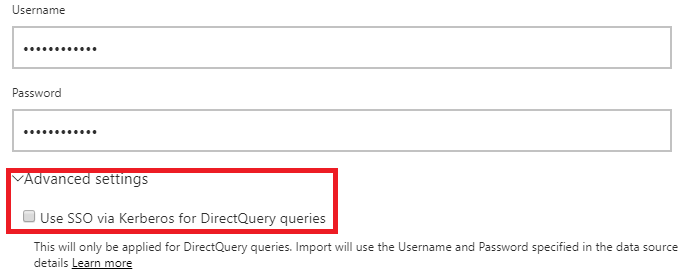 Username
••••••••••••
Password
••••••••••••
Advanced settings
Use SSO via Kerberos for DirectQuery queries
This will only be applied for DirectQuery queries. Import will use the Username and Password specified in the data source
details Learn more